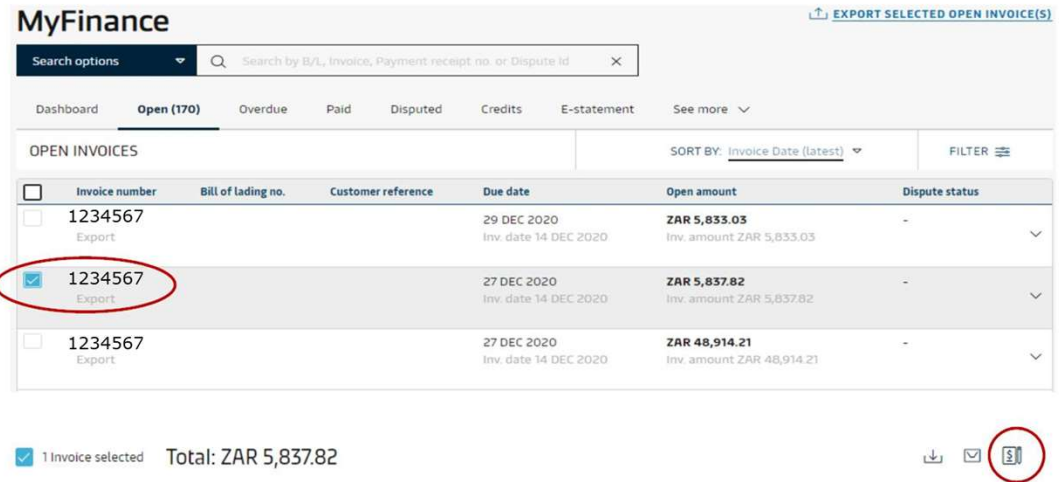 MyFinance
EXPORT SELECTED OPEN INVOICE(S)
Search options
Search by B/L, Invoice, Payment receipt no. or Dispute Id
Dashboard Open (170) Overdue Paid Disputed Credits E-statement See more
OPEN INVOICES SORT BY: Invoice Date (latest) FILTER
Invoice number Bill of lading no. Customer reference Due date Open amount Dispute status
1234567 29 DEC 2020 ZAR 5,833.03 -
Export Inv. date 14 DEC 2020 Inv. amount ZAR 5,833.03
1234567 27 DEC 2020 ZAR 5,837.82 -
Export Inv. date 14 DEC 2020 Inv. amount ZAR 5,837.82
1234567 27 DEC 2020 ZAR 48,914.21 -
Export Inv. date 14 DEC 2020 Inv. amount ZAR 48,914.21
1 Invoice selected Total: ZAR 5,837.82